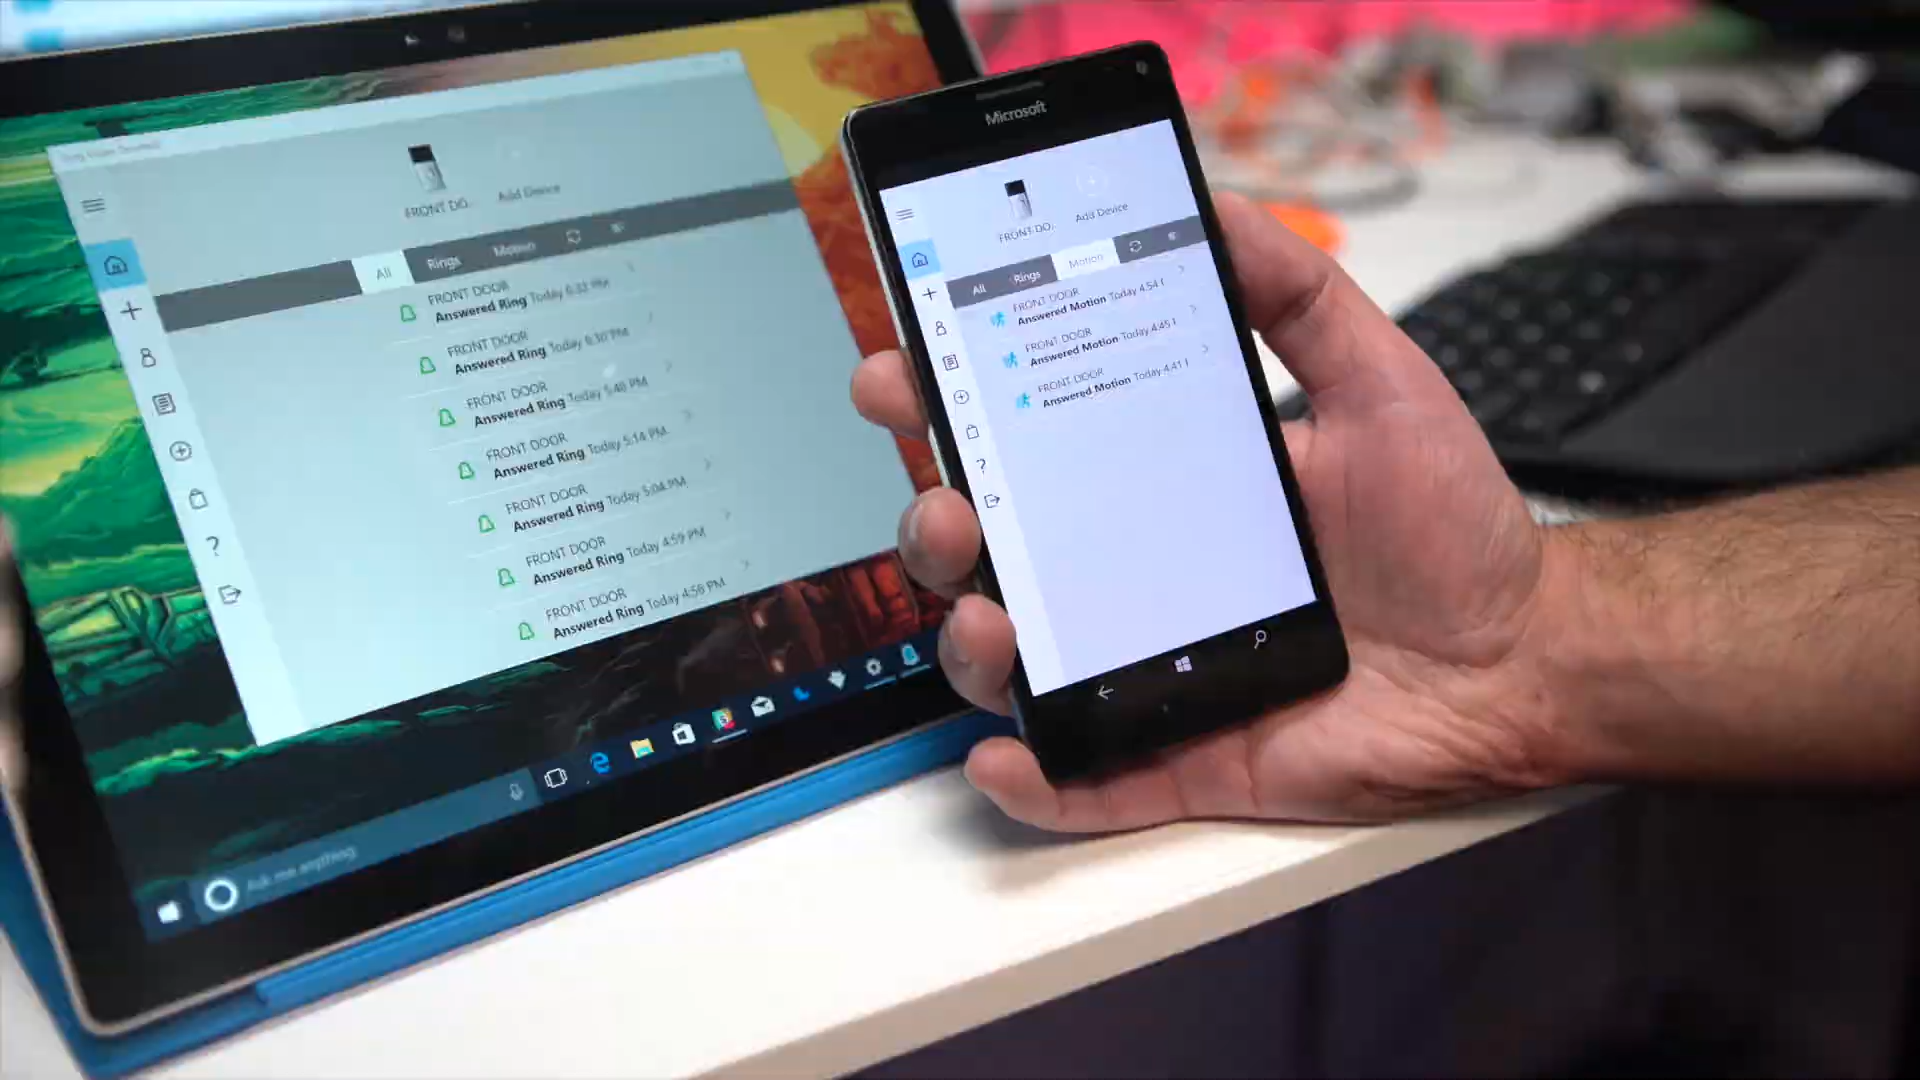 FRONT DO..
Add Device
All Rings Motion
FRONT DOOR
Answered Ring Today 6:33 PM
FRONT DOOR
Answered Ring Today 6:30 PM
FRONT DOOR
Answered Ring Today 5:48 PM
FRONT DOOR
Answered Ring Today 5:14 PM
FRONT DOOR
Answered Ring Today 5:04 PM
FRONT DOOR
Answered Ring Today 4:59 PM
FRONT DOOR
Answered Ring Today 4:56 PM
Ask me anything
Microsoft
FRONT DO..
Add Device
All Rings Motion
FRONT DOOR
Answered Motion Today 4:54
FRONT DOOR
Answered Motion Today 4:45
FRONT DOOR
Answered Motion Today 4:41